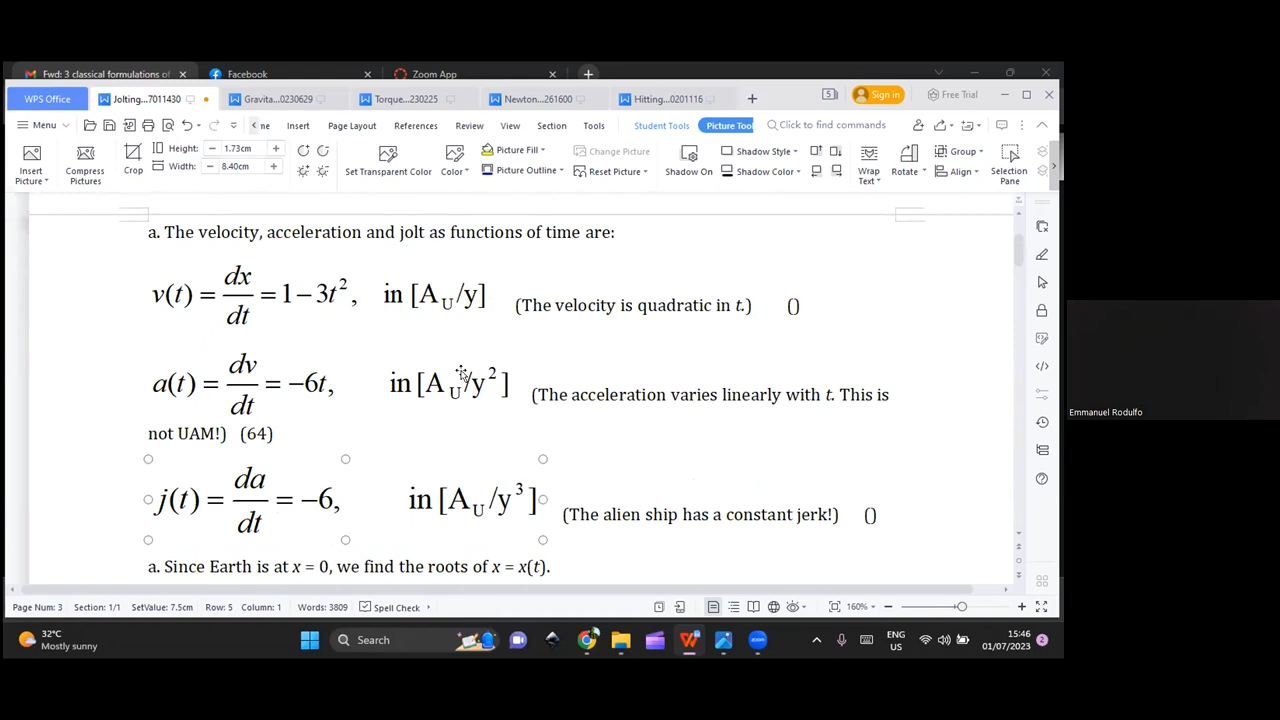 Fwd: 3 classical formulations of
Facebook
Zoom App
WPS Office
Jolting...7011430
Gravita...0230629
Torque...230225
Newton...261600
Hitting...0201116
Sign in
Free Trial
Menu
me
Insert
Page Layout
References
Review
View
Section
Tools
Student Tools
Picture Tool
Click to find commands
Insert Picture
Compress Pictures
Crop
Height: 1.73cm
Width: 8.40cm
Set Transparent Color
Color
Picture Fill
Picture Outline
Change Picture
Reset Picture
Shadow On
Shadow Style
Shadow Color
Wrap Text
Rotate
Group
Align
Selection Pane
a. The velocity, acceleration and jolt as functions of time are:
v(t) = dx/dt = 1 − 3t², in [A_U/y] (The velocity is quadratic in t.) ()
a(t) = dv/dt = −6t, in [A_U/y²] (The acceleration varies linearly with t. This is
not UAM!) (64)
j(t) = da/dt = −6, in [A_U/y³] (The alien ship has a constant jerk!) ()
a. Since Earth is at x = 0, we find the roots of x = x(t).
Emmanuel Rodulfo
Page Num: 3 Section: 1/1 SetValue: 7.5cm Row: 5 Column: 1 Words: 3809 Spell Check 160%
32°C
Mostly sunny
Search
ENG
US
15:46
01/07/2023
2